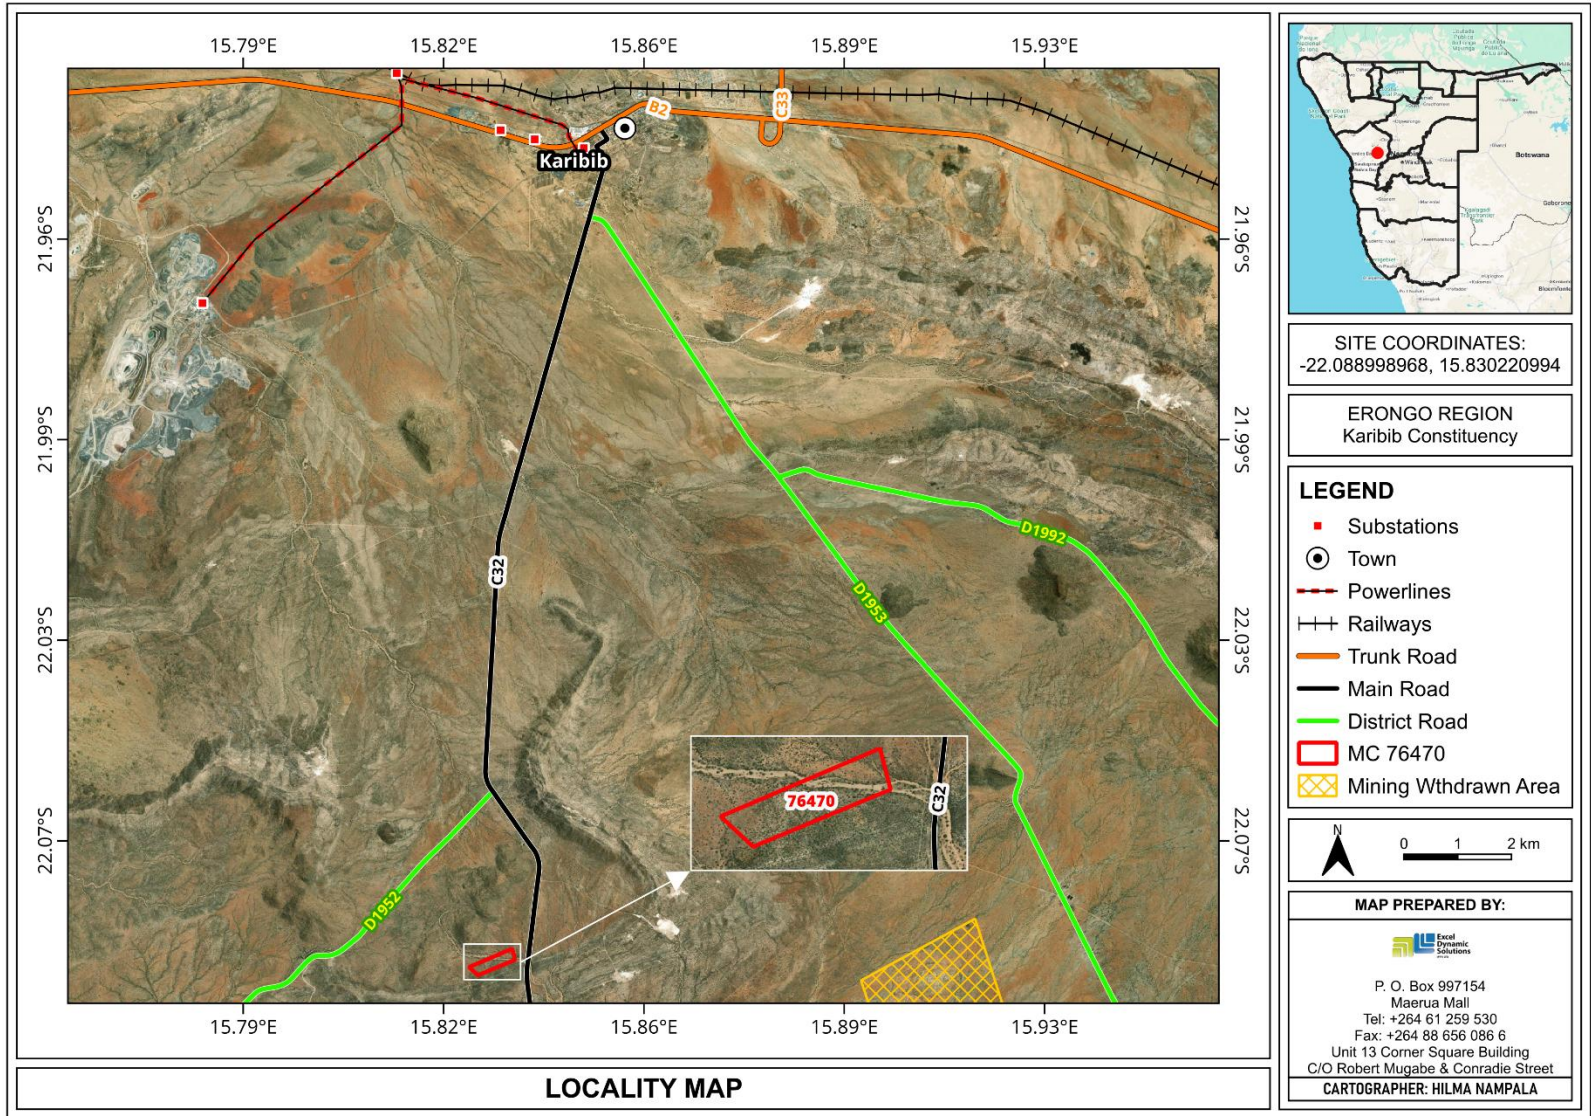 15.79°E 15.82°E 15.86°E 15.89°E 15.93°E
B2
C33
Karibib
21.96°S
21.96°S
21.99°S
21.99°S
C32
D1992
D1953
22.03°S
22.03°S
76470
C32
22.07°S
22.07°S
D1952
15.79°E 15.82°E 15.86°E 15.89°E 15.93°E
LOCALITY MAP
Botswana
SITE COORDINATES:
-22.088998968, 15.830220994
ERONGO REGION
Karibib Constituency
LEGEND
Substations
Town
Powerlines
Railways
Trunk Road
Main Road
District Road
MC 76470
Mining Wthdrawn Area
N
0 1 2 km
MAP PREPARED BY:
Excel
Dynamic
Solutions
P. O. Box 997154
Maerua Mall
Tel: +264 61 259 530
Fax: +264 88 656 086 6
Unit 13 Corner Square Building
C/O Robert Mugabe & Conradie Street
CARTOGRAPHER: HILMA NAMPALA